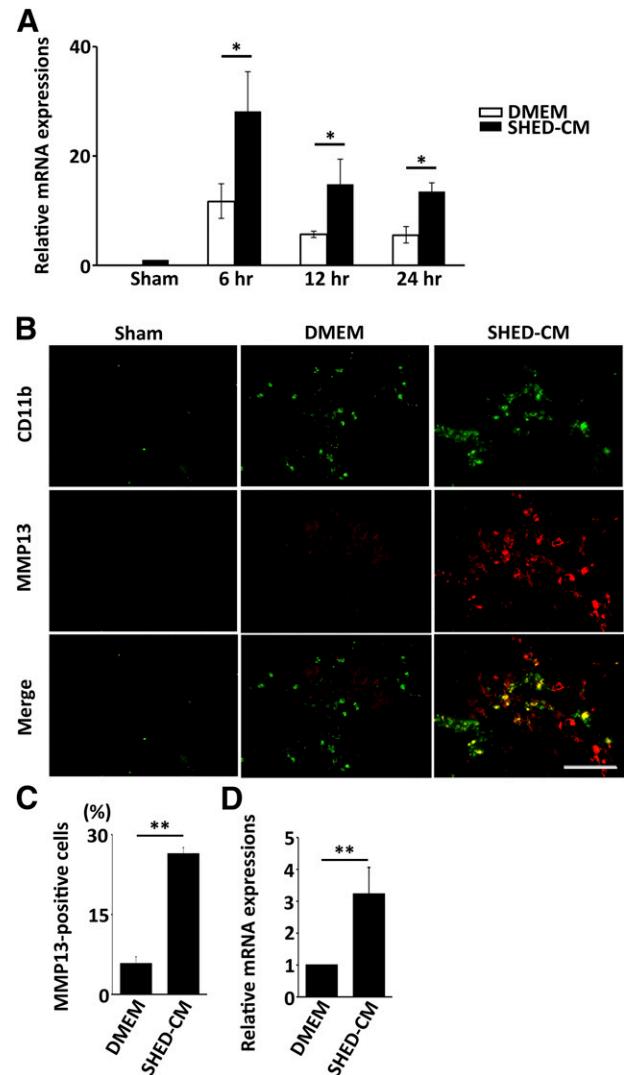 A
Relative mRNA expressions
40
20
0
*
*
*
DMEM
SHED-CM
Sham 6 hr 12 hr 24 hr
B
Sham DMEM SHED-CM
CD11b
MMP13
Merge
C
(%)
MMP13-positive cells
30
15
0
**
DMEM
SHED-CM
D
Relative mRNA expressions
5
4
3
2
1
0
**
DMEM
SHED-CM